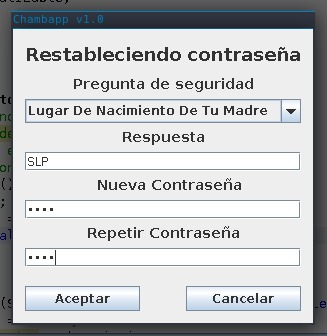 Chambapp v1.0
Restableciendo contraseña
Pregunta de seguridad
Lugar De Nacimiento De Tu Madre
Respuesta
SLP
Nueva Contraseña
••••
Repetir Contraseña
••••
Aceptar
Cancelar